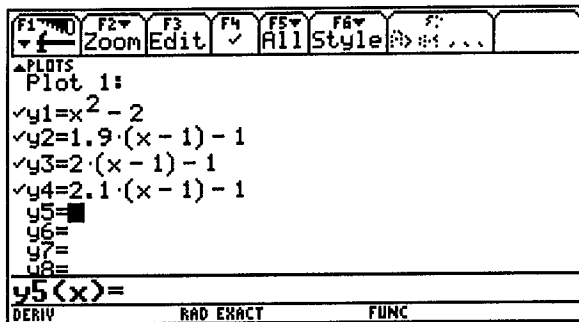 F1 F2 Zoom F3 Edit F4 ✓ F5 All F6 Style F7 ...
PLOTS
Plot 1:
✓y1=x² - 2
✓y2=1.9·(x - 1) - 1
✓y3=2·(x - 1) - 1
✓y4=2.1·(x - 1) - 1
y5=
y6=
y7=
y8=
y5(x)=
DERIV RAD EXACT FUNC